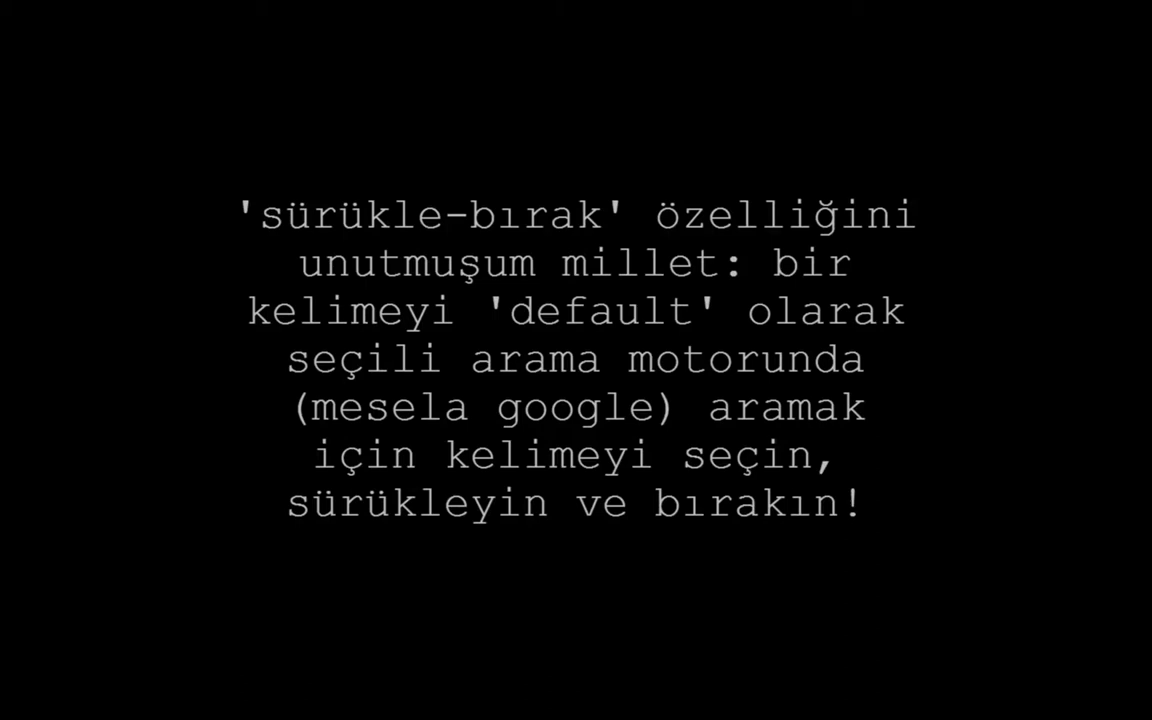 'sürükle-bırak' özelliğini
unutmuşum millet: bir
kelimeyi 'default' olarak
seçili arama motorunda
(mesela google) aramak
için kelimeyi seçin,
sürükleyin ve bırakın!